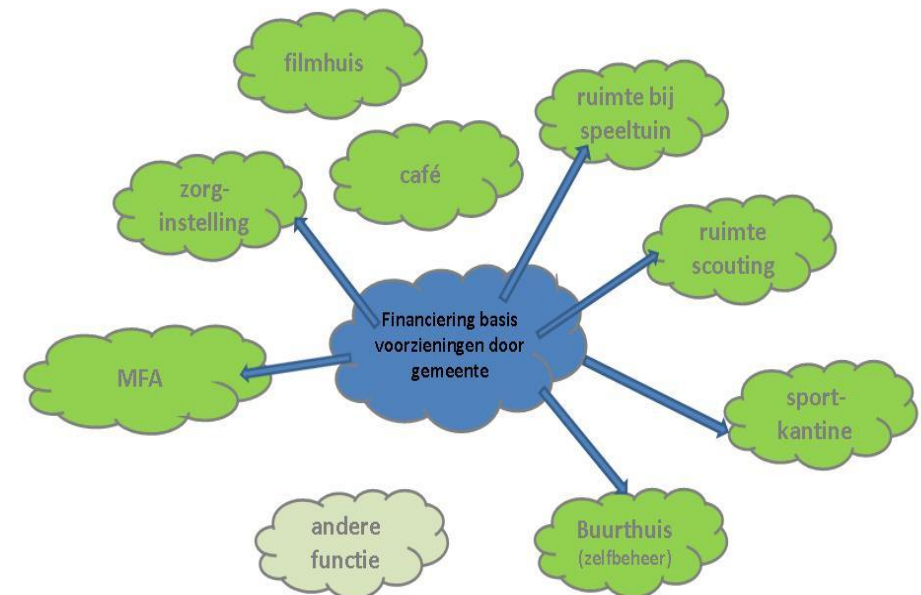 filmhuis
ruimte bij
speeltuin
café
zorg-
instelling
ruimte
scouting
Financiering basis
voorzieningen door
gemeente
MFA
sport-
kantine
andere
functie
Buurthuis
(zelfbeheer)